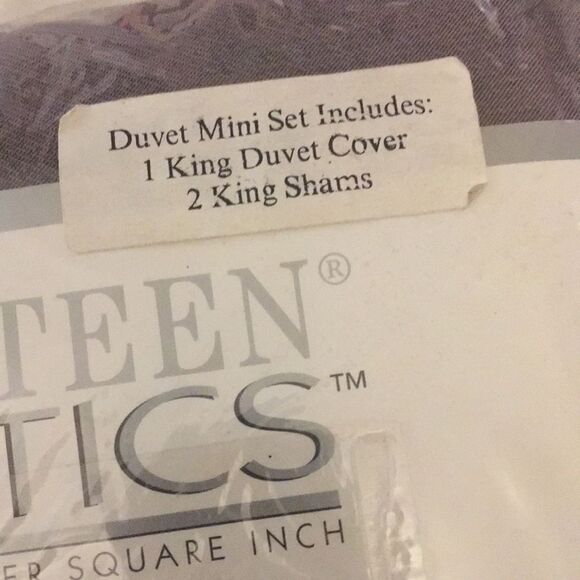 Duvet Mini Set Includes:
1 King Duvet Cover
2 King Shams
TEEN®
TICS™
ER SQUARE INCH